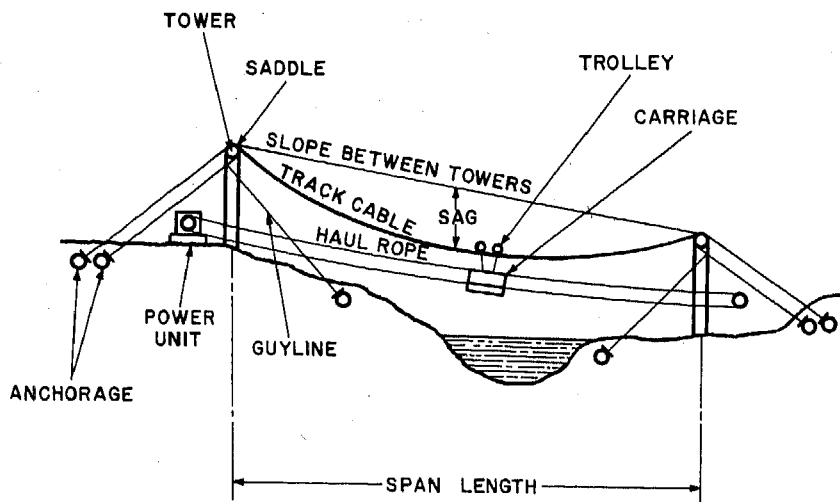 TOWER
SADDLE
TROLLEY
CARRIAGE
SLOPE BETWEEN TOWERS
TRACK CABLE
SAG
HAUL ROPE
POWER
UNIT
GUYLINE
ANCHORAGE
SPAN LENGTH